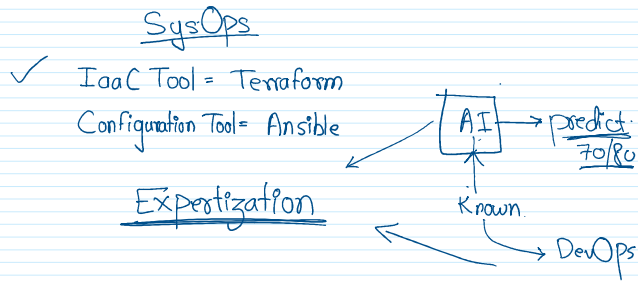 SysOps
IaaC Tool = Terraform
Configuration Tool = Ansible
AI
predict.
70/80
Expertization
Known.
DevOps